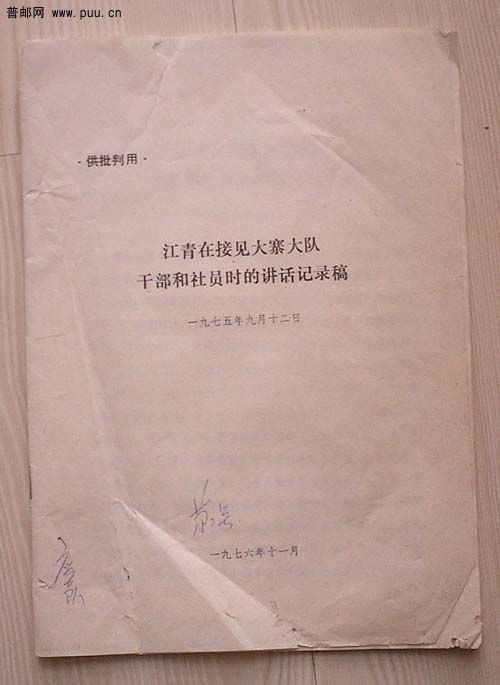 普邮网
www.puu.cn
·供批判用·
江青在接见大寨大队
干部和社员时的讲话记录稿
一九七五年九月十二日
一九七六年十一月